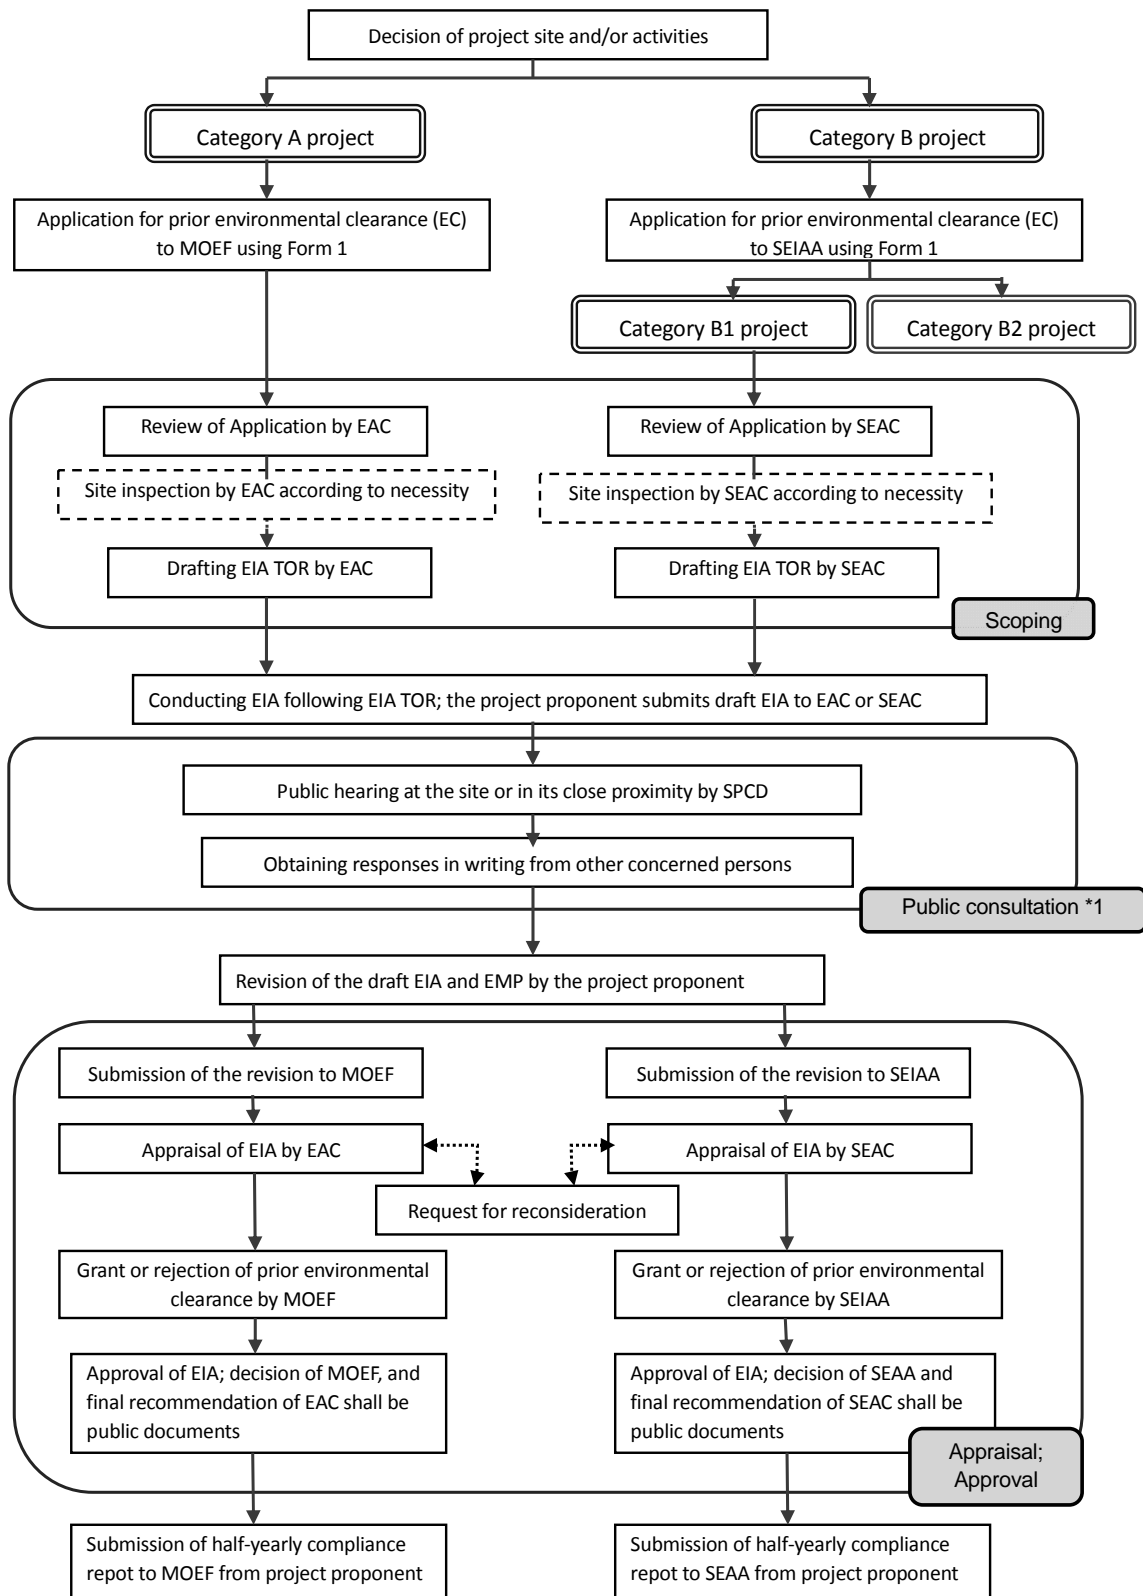 Decision of project site and/or activities
Category A project
Category B project
Application for prior environmental clearance (EC)
to MOEF using Form 1
Application for prior environmental clearance (EC)
to SEIAA using Form 1
Category B1 project
Category B2 project
Review of Application by EAC
Review of Application by SEAC
Site inspection by EAC according to necessity
Site inspection by SEAC according to necessity
Drafting EIA TOR by EAC
Drafting EIA TOR by SEAC
Scoping
Conducting EIA following EIA TOR; the project proponent submits draft EIA to EAC or SEAC
Public hearing at the site or in its close proximity by SPCD
Obtaining responses in writing from other concerned persons
Public consultation *1
Revision of the draft EIA and EMP by the project proponent
Submission of the revision to MOEF
Submission of the revision to SEIAA
Appraisal of EIA by EAC
Appraisal of EIA by SEAC
Request for reconsideration
Grant or rejection of prior environmental
clearance by MOEF
Grant or rejection of prior environmental
clearance by SEIAA
Approval of EIA; decision of MOEF, and
final recommendation of EAC shall be
public documents
Approval of EIA; decision of SEAA and
final recommendation of SEAC shall be
public documents
Appraisal;
Approval
Submission of half-yearly compliance
repot to MOEF from project proponent
Submission of half-yearly compliance
repot to SEAA from project proponent